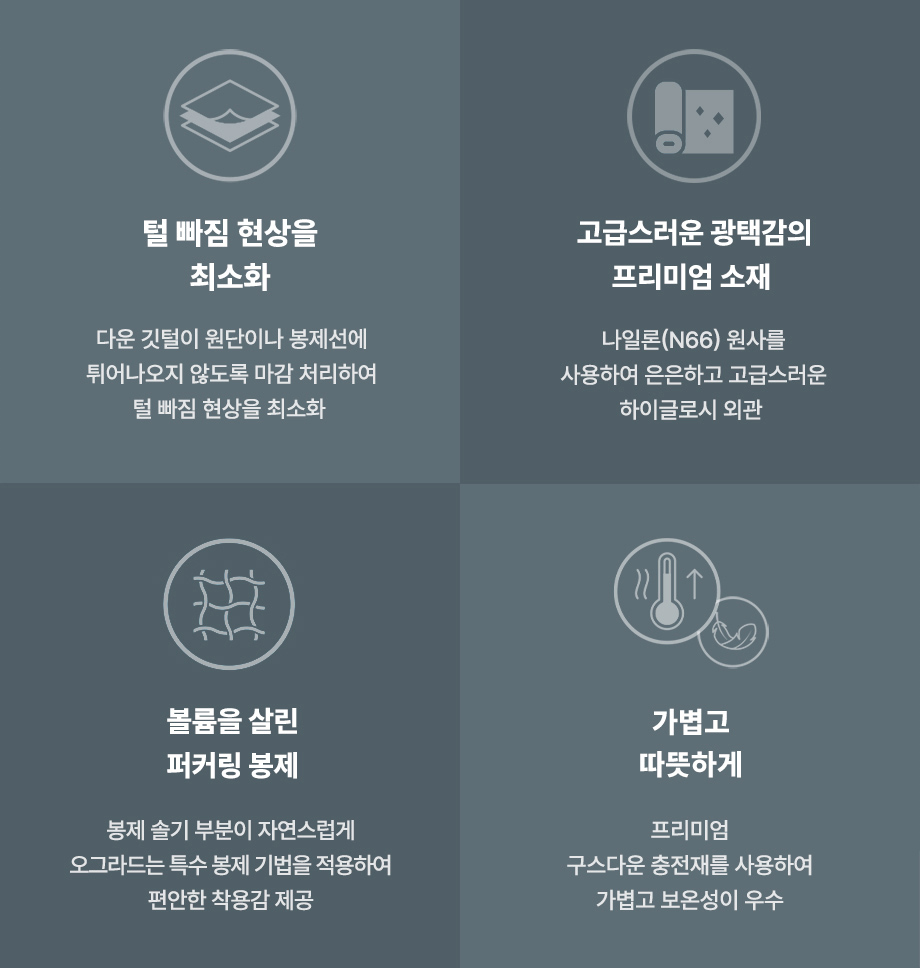 털 빠짐 현상을
최소화
다운 깃털이 원단이나 봉제선에
튀어나오지 않도록 마감 처리하여
털 빠짐 현상을 최소화
고급스러운 광택감의
프리미엄 소재
나일론(N66) 원사를
사용하여 은은하고 고급스러운
하이글로시 외관
볼륨을 살린
퍼커링 봉제
봉제 솔기 부분이 자연스럽게
오그라드는 특수 봉제 기법을 적용하여
편안한 착용감 제공
가볍고
따뜻하게
프리미엄
구스다운 충전재를 사용하여
가볍고 보온성이 우수